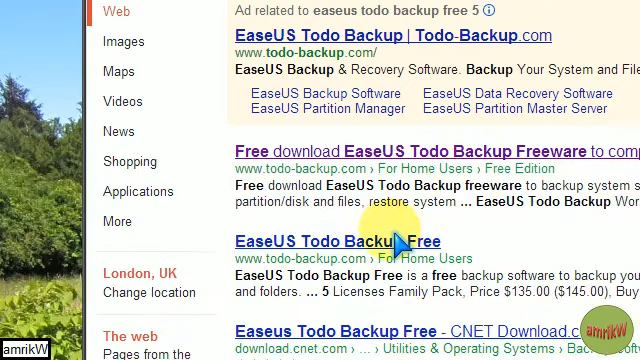 Web
Images
Maps
Videos
News
Shopping
Applications
More
London, UK
Change location
The web
Pages from the
Ad related to easeus todo backup free 5
EaseUS Todo Backup | Todo-Backup.com
www.todo-backup.com/
EaseUS Backup & Recovery Software. Backup Your System and File
EaseUS Backup Software EaseUS Data Recovery Software
EaseUS Partition Manager EaseUS Partition Master Server
Free download EaseUS Todo Backup Freeware to comp
www.todo-backup.com › For Home Users › Free Edition
Free download EaseUS Todo Backup freeware to backup system s
partition/disk and files, restore system ... EaseUS Todo Backup Wor
EaseUS Todo Backup Free
www.todo-backup.com › For Home Users
EaseUS Todo Backup Free is a free backup software to backup you
and folders. ... 5 Licenses Family Pack, Price $135.00 ($145.00), Buy
Easeus Todo Backup Free - CNET Download.c
download.cnet.com › ... › Utilities & Operating Systems › Backu
amrikW
amrikW